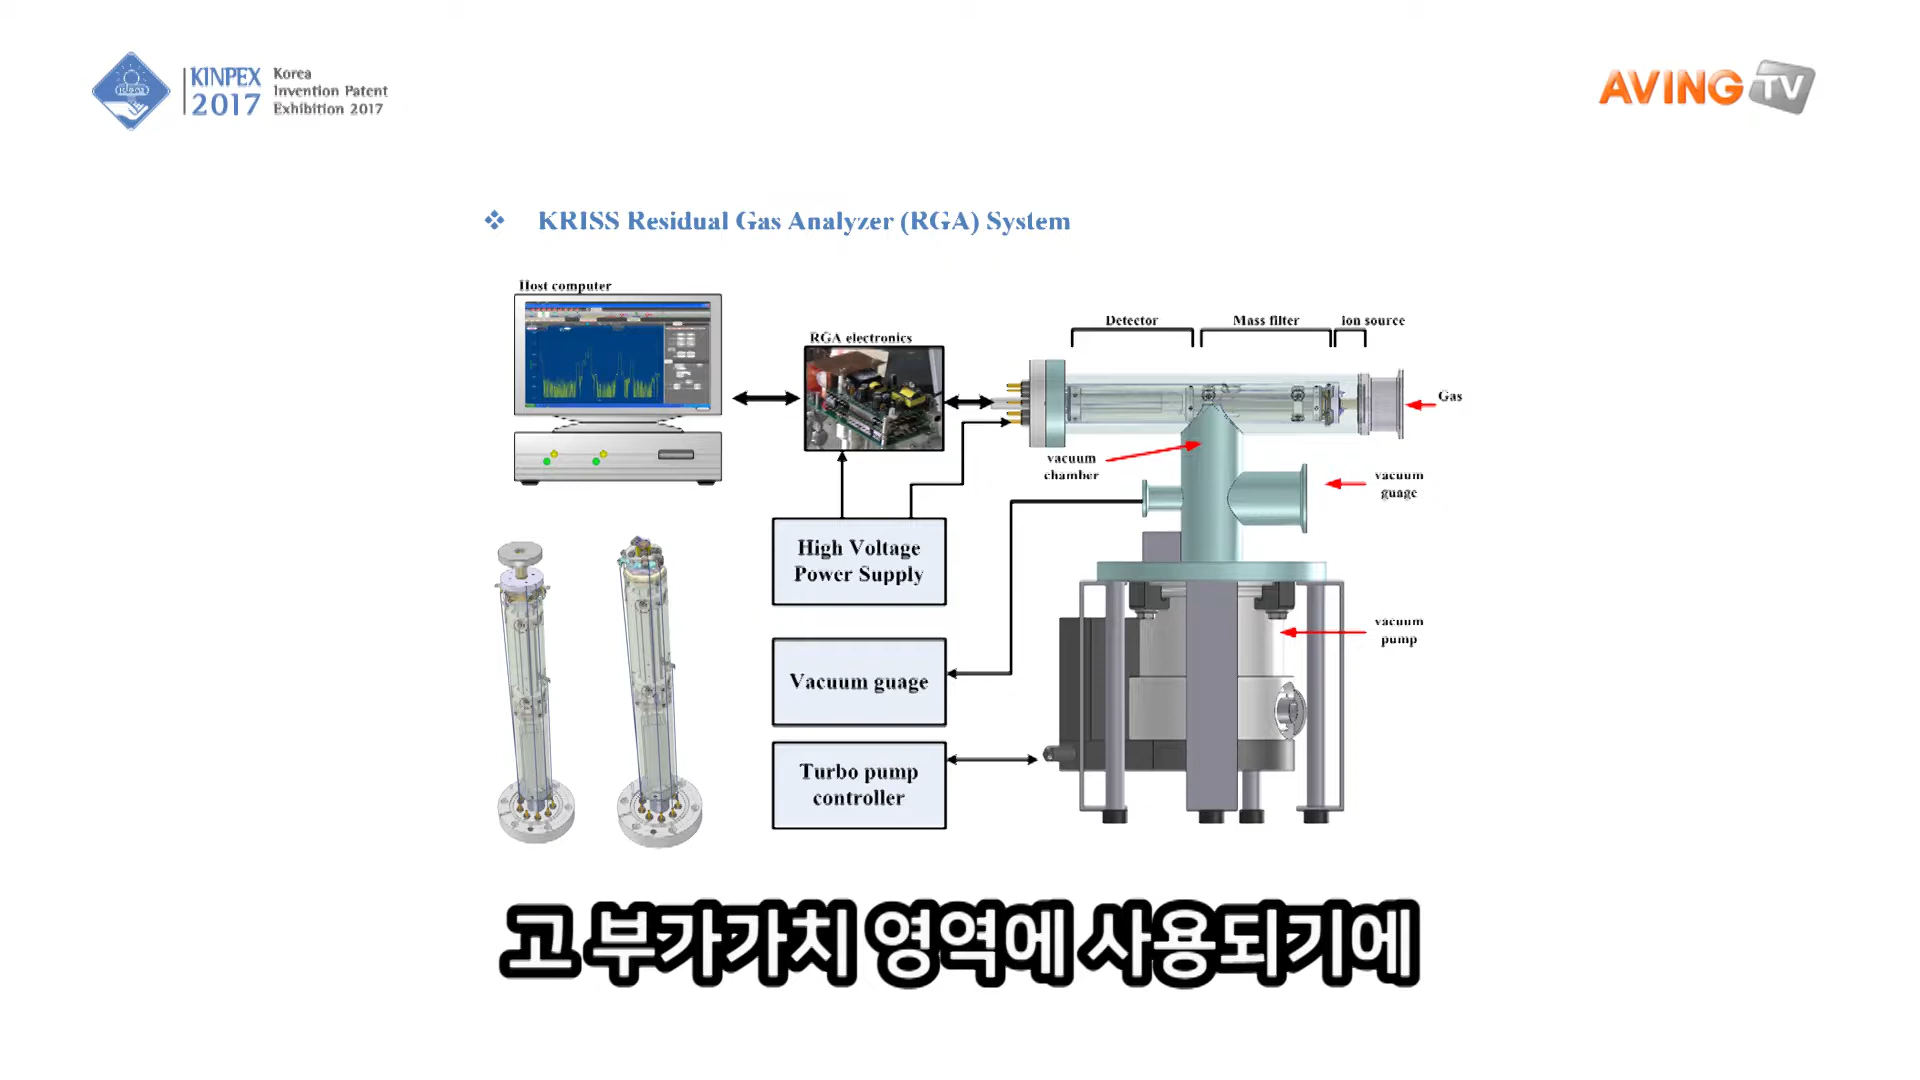 KINPEX
2017
Korea
Invention Patent
Exhibition 2017
AVING TV
KRISS Residual Gas Analyzer (RGA) System
Host computer
RGA electronics
Detector
Mass filter
ion source
Gas
vacuum
chamber
vacuum
guage
High Voltage
Power Supply
vacuum
pump
Vacuum guage
Turbo pump
controller
고 부가가치 영역에 사용되기에